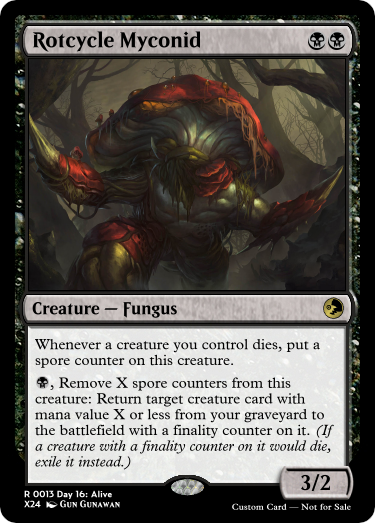 Rotcycle Myconid
Creature — Fungus
Whenever a creature you control dies, put a
spore counter on this creature.
, Remove X spore counters from this
creature: Return target creature card with
mana value X or less from your graveyard to
the battlefield with a finality counter on it. (If
a creature with a finality counter on it would die,
exile it instead.)
3/2
R 0013 Day 16: Alive
X24 Gun Gunawan
Custom Card — Not for Sale